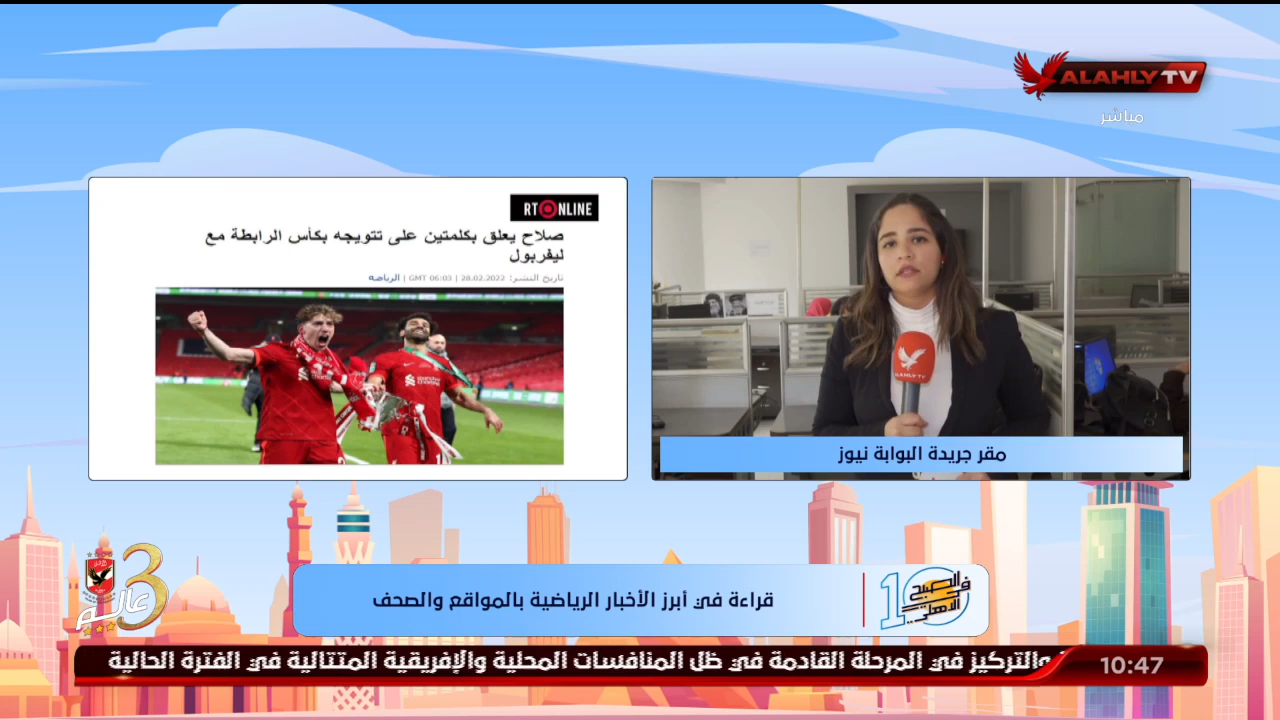 ALAHLY TV
مباشر
RT ONLINE
صلاح يعلق بكلمتين على تتويجه بكأس الرابطة مع
ليفربول
تاريخ النشر: 28.02.2022 | 06:03 GMT | الرياضة
ALAHLY TV
مقر جريدة البوابة نيوز
3
عالم
10
الصبح
في
الأهلي
قراءة في أبرز الأخبار الرياضية بالمواقع والصحف
والتركيز في المرحلة القادمة في ظل المنافسات المحلية والإفريقية المتتالية في الفترة الحالية
10:47